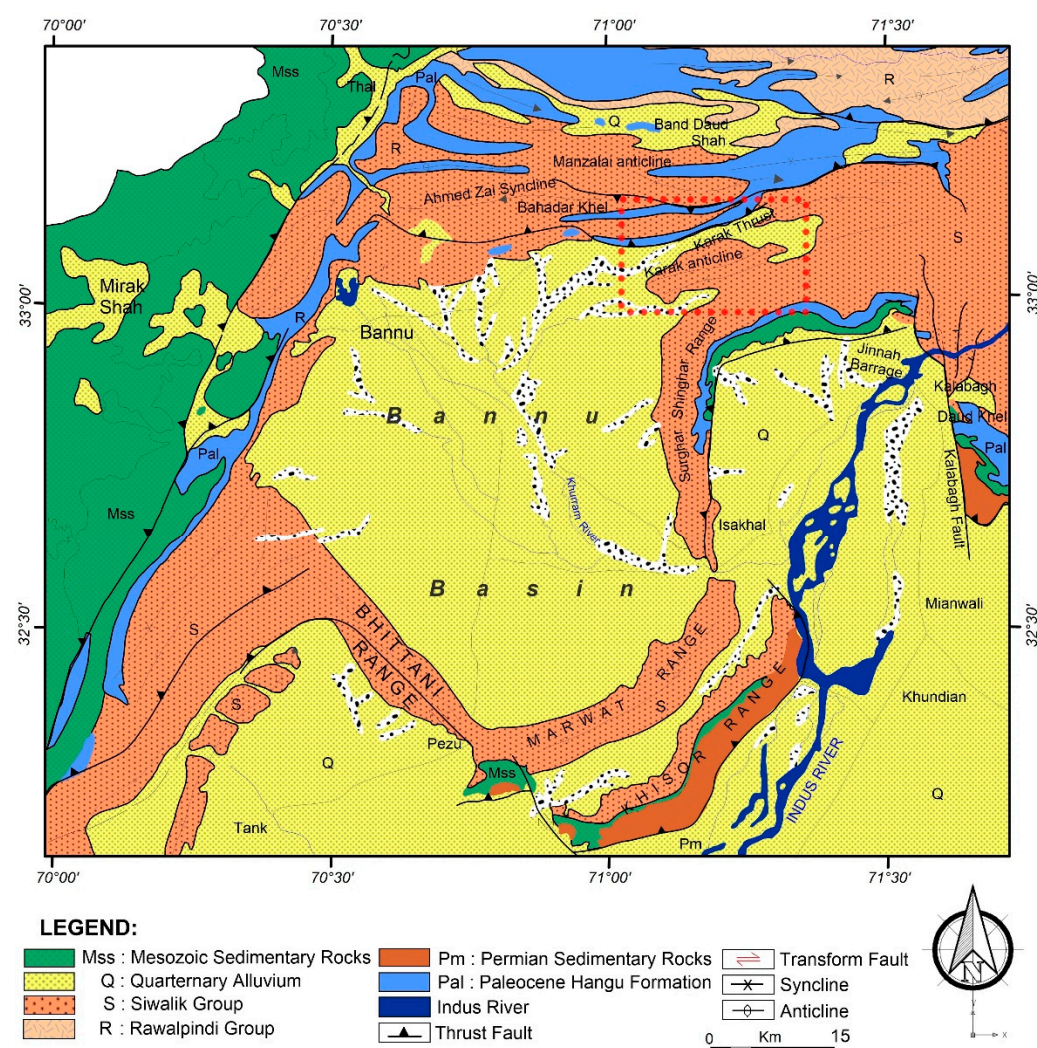 70°00'
70°30'
71°00'
71°30'
Mss
Thal
Pal
R
Q
Band Daud
Shah
R
Manzalai anticline
Ahmed Zai Syncline
Bahadar Khel
Karak Thrust
Karak anticline
S
33°00'
33°00'
Mirak
Shah
R
Bannu
Surghar Shinghar Range
Jinnah
Barrage
Kalabagh
Daud Khel
Pal
Bannu
Q
Pal
Mss
Khurram River
Isakhal
Kalabagh Fault
Basin
Mianwali
32°30'
32°30'
S
BHITTANI
RANGE
MARWAT S RANGE
KHISOR RANGE
Khundian
S
Pezu
Q
Mss
INDUS RIVER
Q
Tank
Pm
70°00'
70°30'
71°00'
71°30'
LEGEND:
Mss : Mesozoic Sedimentary Rocks
Q : Quarternary Alluvium
S : Siwalik Group
R : Rawalpindi Group
Pm : Permian Sedimentary Rocks
Pal : Paleocene Hangu Formation
Indus River
Thrust Fault
Transform Fault
Syncline
Anticline
0 Km 15
N
y
x